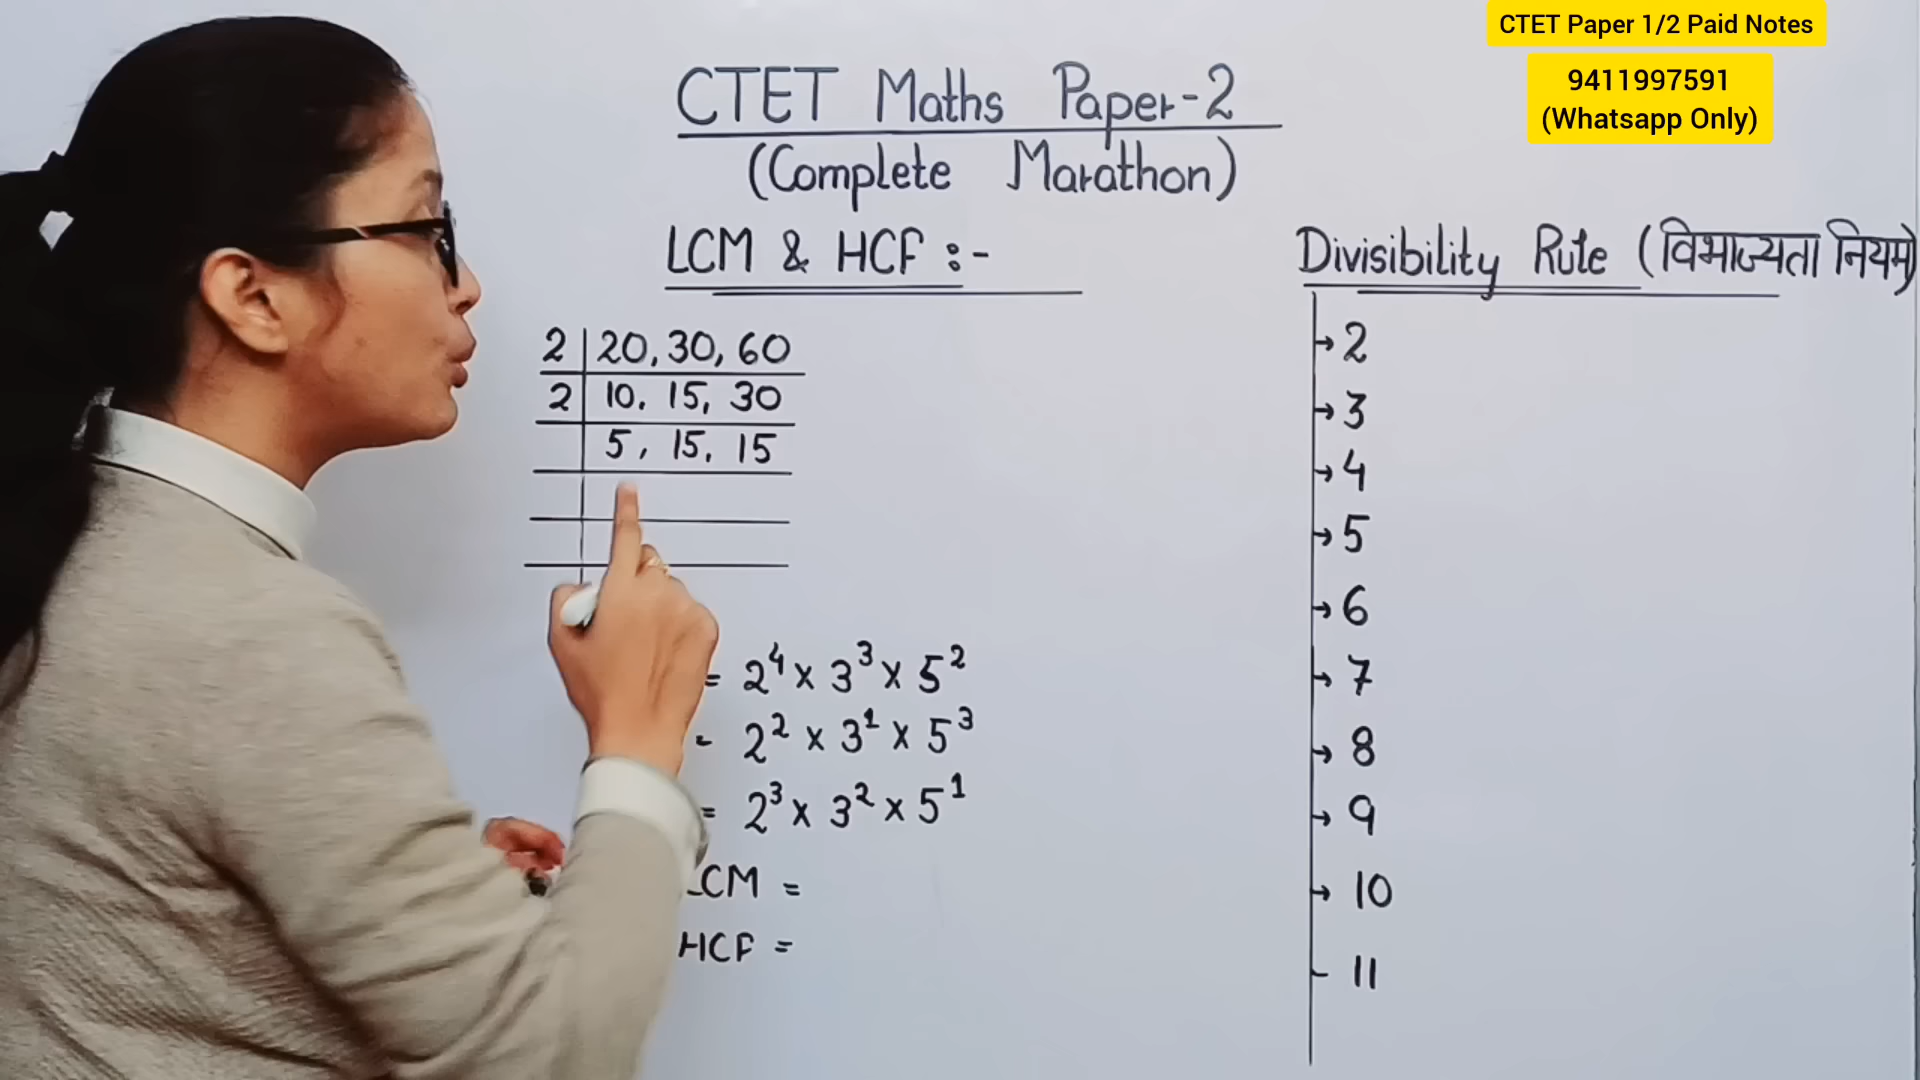 CTET Paper 1/2 Paid Notes
9411997591
(Whatsapp Only)
CTET Maths Paper-2
(Complete Marathon)
LCM & HCF :-
2 | 20, 30, 60
2 | 10, 15, 30
5, 15, 15
= 2⁴ x 3³ x 5²
= 2² x 3¹ x 5³
= 2³ x 3² x 5¹
LCM =
HCF =
Divisibility Rule (विभाज्यता नियम)
→ 2
→ 3
→ 4
→ 5
→ 6
→ 7
→ 8
→ 9
→ 10
- 11